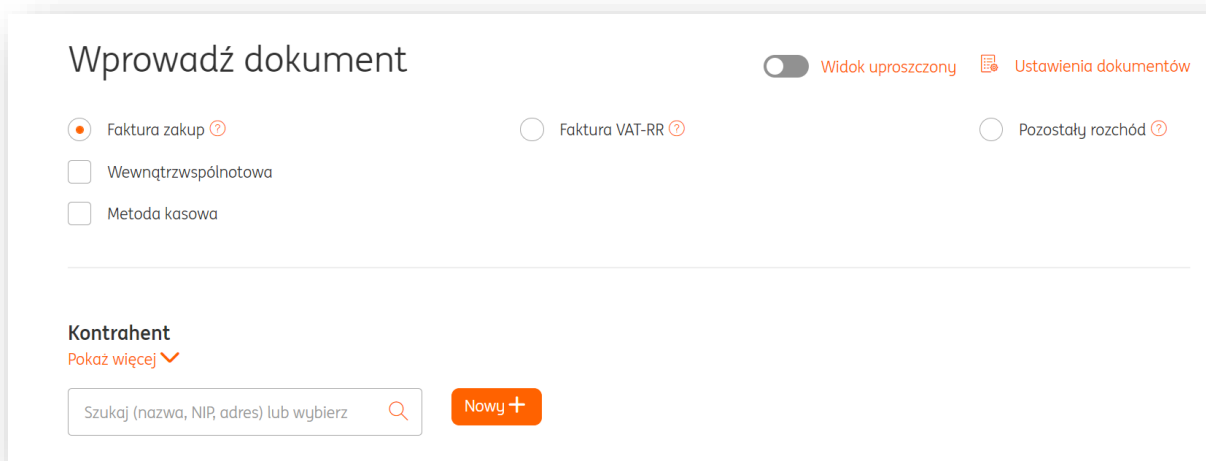 Wprowadź dokument
Widok uproszczony
Ustawienia dokumentów
Faktura zakup ?
Faktura VAT-RR ?
Pozostały rozchód ?
Wewnątrzwspólnotowa
Metoda kasowa
Kontrahent
Pokaż więcej
Szukaj (nazwa, NIP, adres) lub wybierz
Nowy +